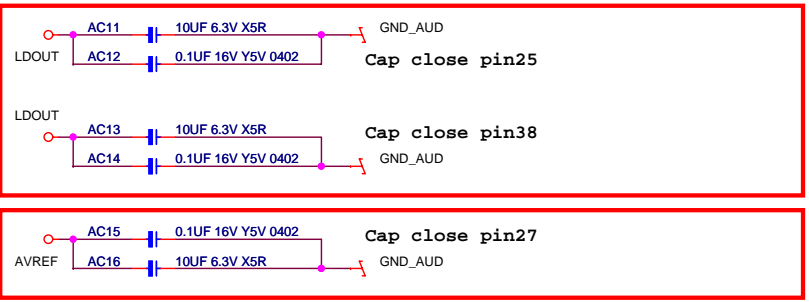 AC11 10UF 6.3V X5R GND_AUD
LDOUT AC12 0.1UF 16V Y5V 0402 Cap close pin25
LDOUT
AC13 10UF 6.3V X5R Cap close pin38
AC14 0.1UF 16V Y5V 0402 GND_AUD
AC15 0.1UF 16V Y5V 0402 Cap close pin27
AVREF AC16 10UF 6.3V X5R GND_AUD